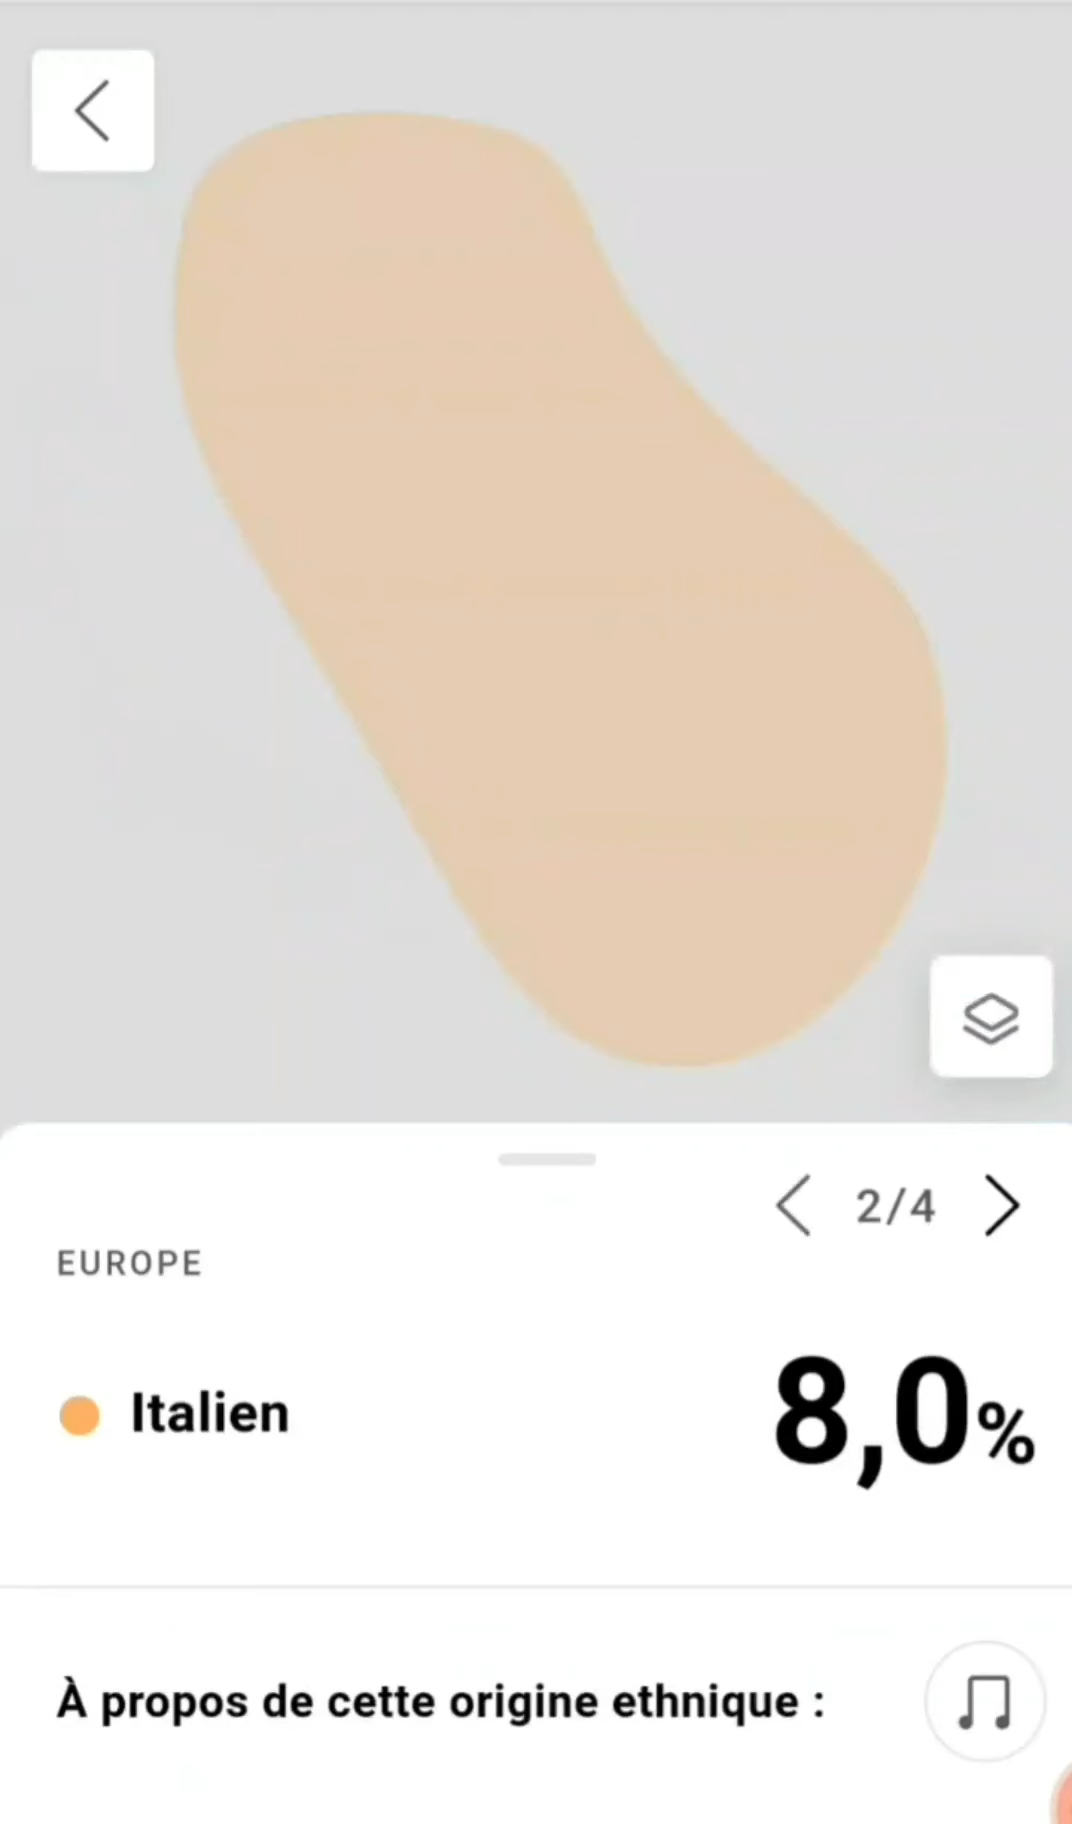 2/4
EUROPE
Italien
8,0%
À propos de cette origine ethnique :